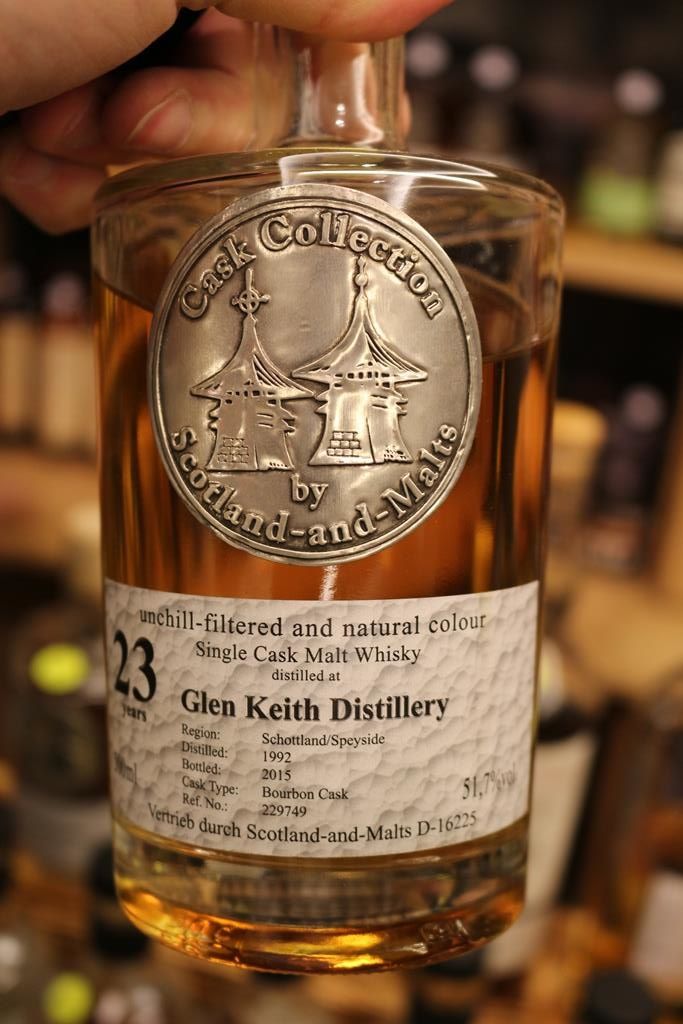 Cask Collection
by
Scotland-and-Malts
unchill-filtered and natural colour
Single Cask Malt Whisky
distilled at
23
years
Glen Keith Distillery
Region: Schottland/Speyside
Distilled: 1992
Bottled: 2015
Cask Type: Bourbon Cask
Ref. No.: 229749
51,7%vol
Vertrieb durch Scotland-and-Malts D-16225